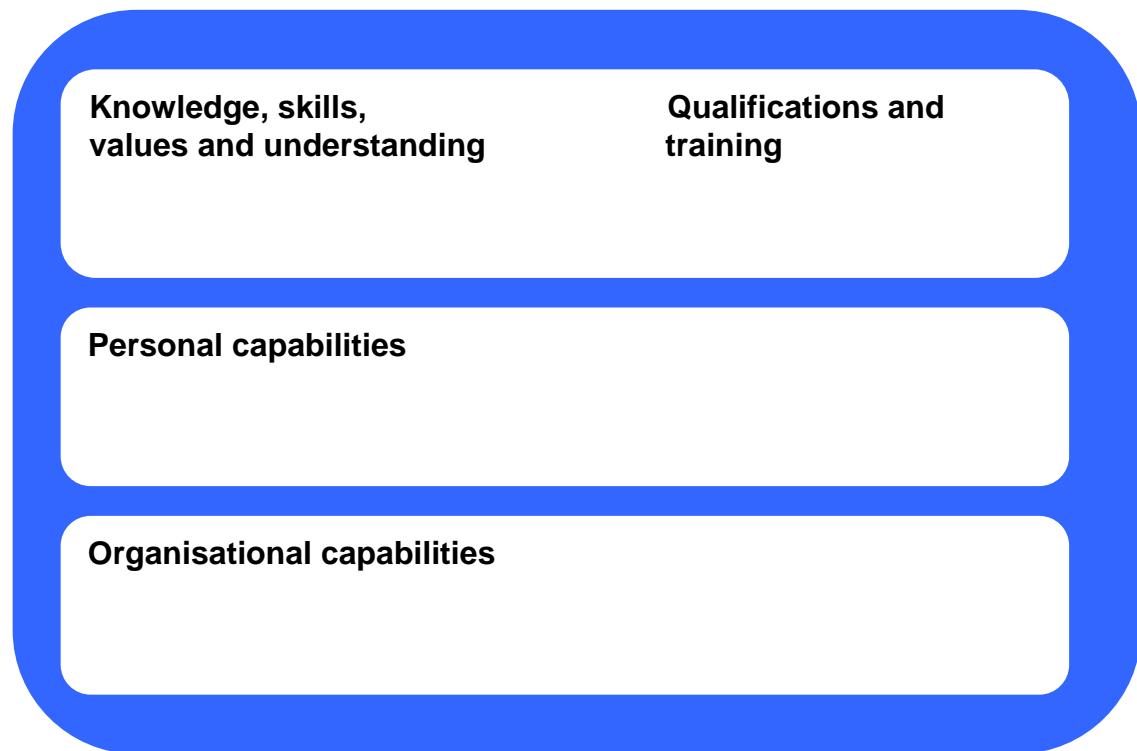 Knowledge, skills,
values and understanding
Qualifications and
training
Personal capabilities
Organisational capabilities